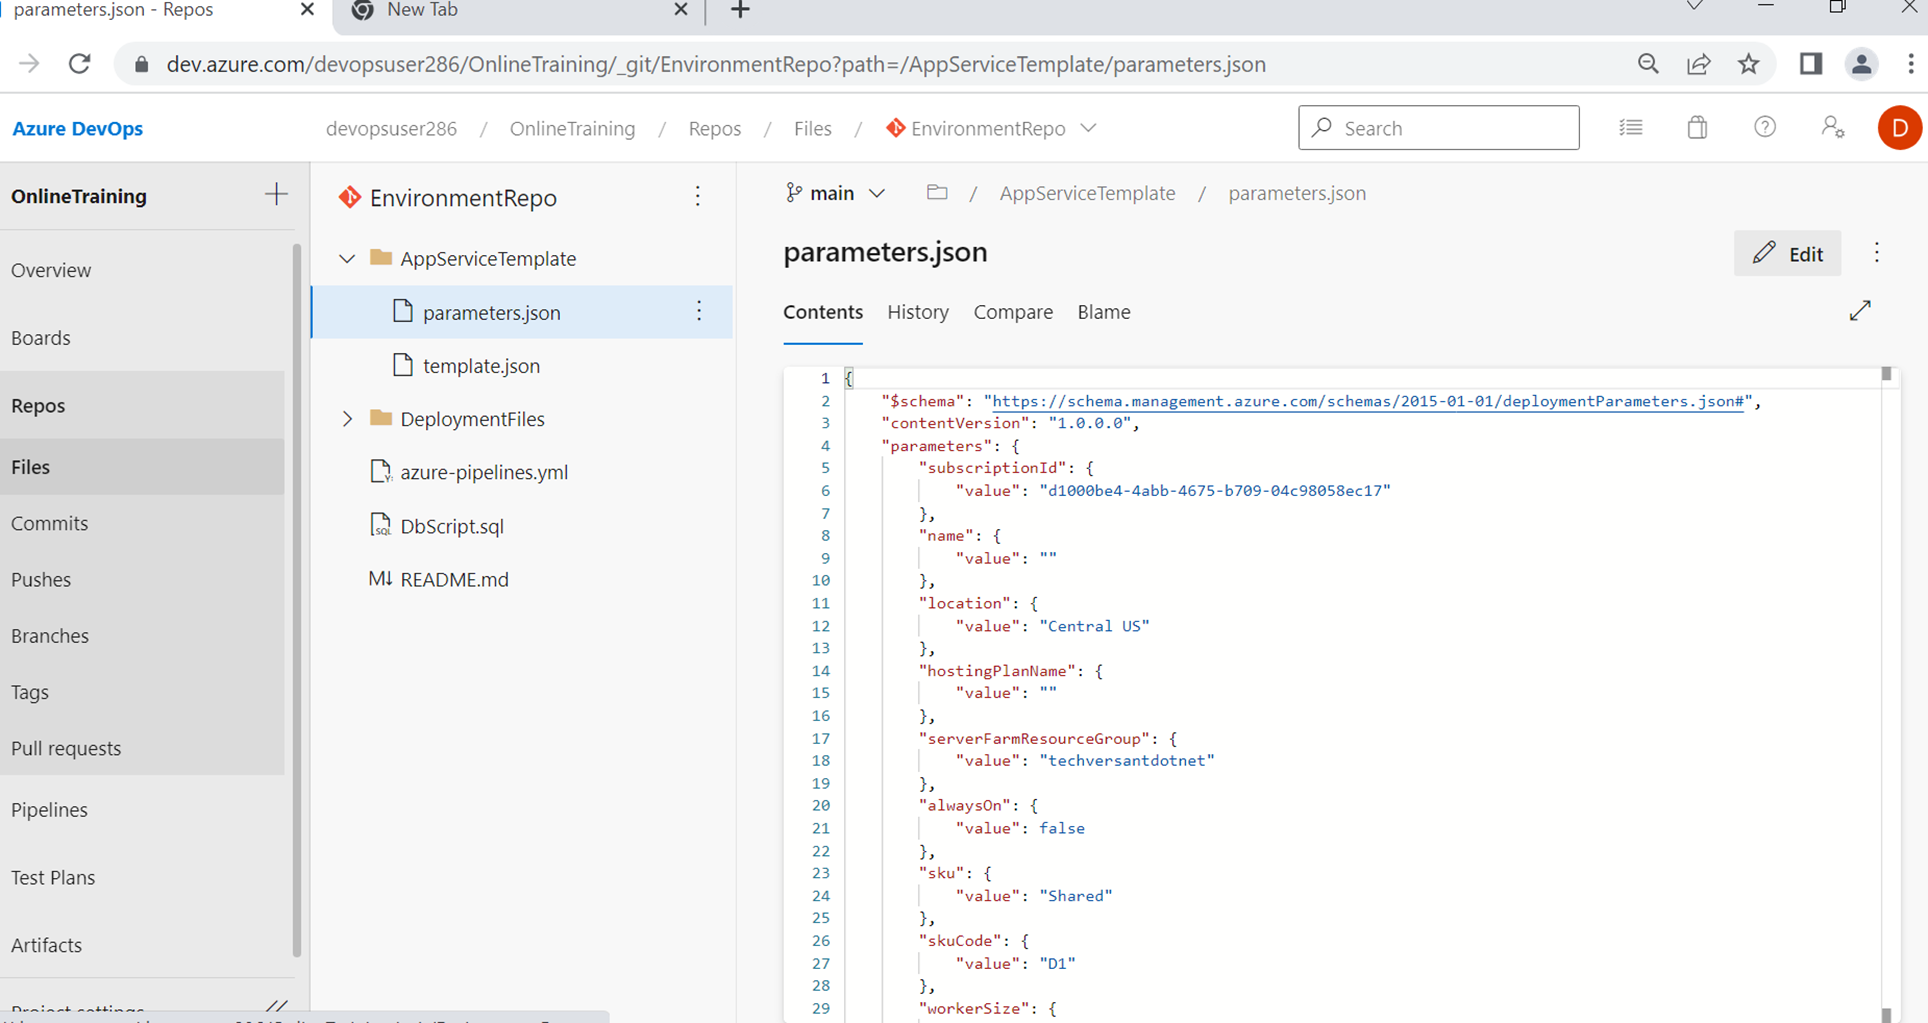 parameters.json - Repos
New Tab
dev.azure.com/devopsuser286/OnlineTraining/_git/EnvironmentRepo?path=/AppServiceTemplate/parameters.json
Azure DevOps
devopsuser286 / OnlineTraining / Repos / Files / EnvironmentRepo
Search
D
OnlineTraining
Overview
Boards
Repos
Files
Commits
Pushes
Branches
Tags
Pull requests
Pipelines
Test Plans
Artifacts
Project settings
EnvironmentRepo
AppServiceTemplate
parameters.json
template.json
DeploymentFiles
azure-pipelines.yml
DbScript.sql
README.md
main / AppServiceTemplate / parameters.json
parameters.json
Edit
Contents History Compare Blame
1 {
2 "$schema": "https://schema.management.azure.com/schemas/2015-01-01/deploymentParameters.json#",
3 "contentVersion": "1.0.0.0",
4 "parameters": {
5 "subscriptionId": {
6 "value": "d1000be4-4abb-4675-b709-04c98058ec17"
7 },
8 "name": {
9 "value": ""
10 },
11 "location": {
12 "value": "Central US"
13 },
14 "hostingPlanName": {
15 "value": ""
16 },
17 "serverFarmResourceGroup": {
18 "value": "techversantdotnet"
19 },
20 "alwaysOn": {
21 "value": false
22 },
23 "sku": {
24 "value": "Shared"
25 },
26 "skuCode": {
27 "value": "D1"
28 },
29 "workerSize": {